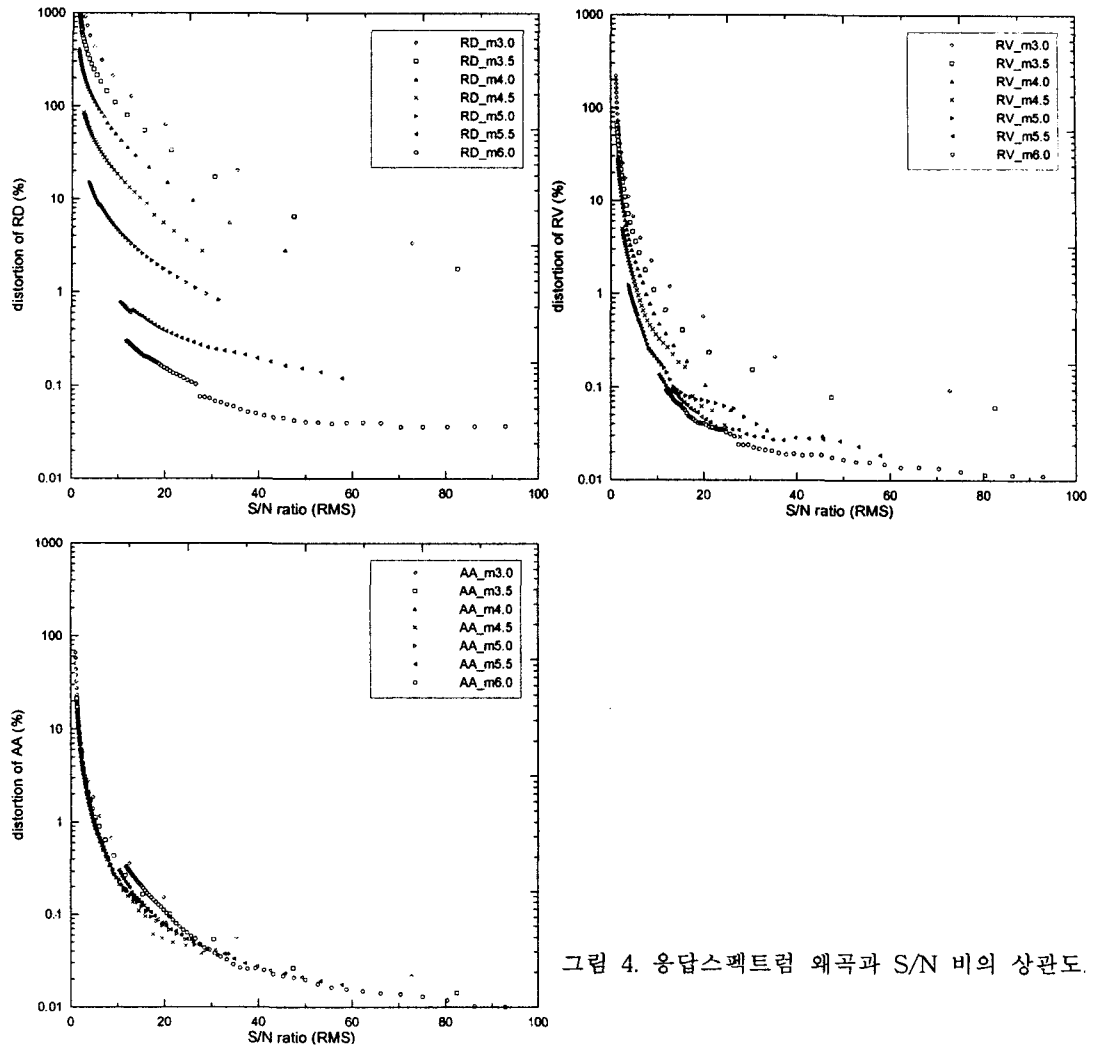 1000
100
10
1
0.1
0.01
distortion of RD (%)
0 20 40 60 80 100
S/N ratio (RMS)
RD_m3.0
RD_m3.5
RD_m4.0
RD_m4.5
RD_m5.0
RD_m5.5
RD_m6.0
1000
100
10
1
0.1
0.01
distortion of RV (%)
0 20 40 60 80 100
S/N ratio (RMS)
RV_m3.0
RV_m3.5
RV_m4.0
RV_m4.5
RV_m5.0
RV_m5.5
RV_m6.0
1000
100
10
1
0.1
0.01
distortion of AA (%)
0 20 40 60 80 100
S/N ratio (RMS)
AA_m3.0
AA_m3.5
AA_m4.0
AA_m4.5
AA_m5.0
AA_m5.5
AA_m6.0
그림 4. 응답스펙트럼 왜곡과 S/N 비의 상관도.